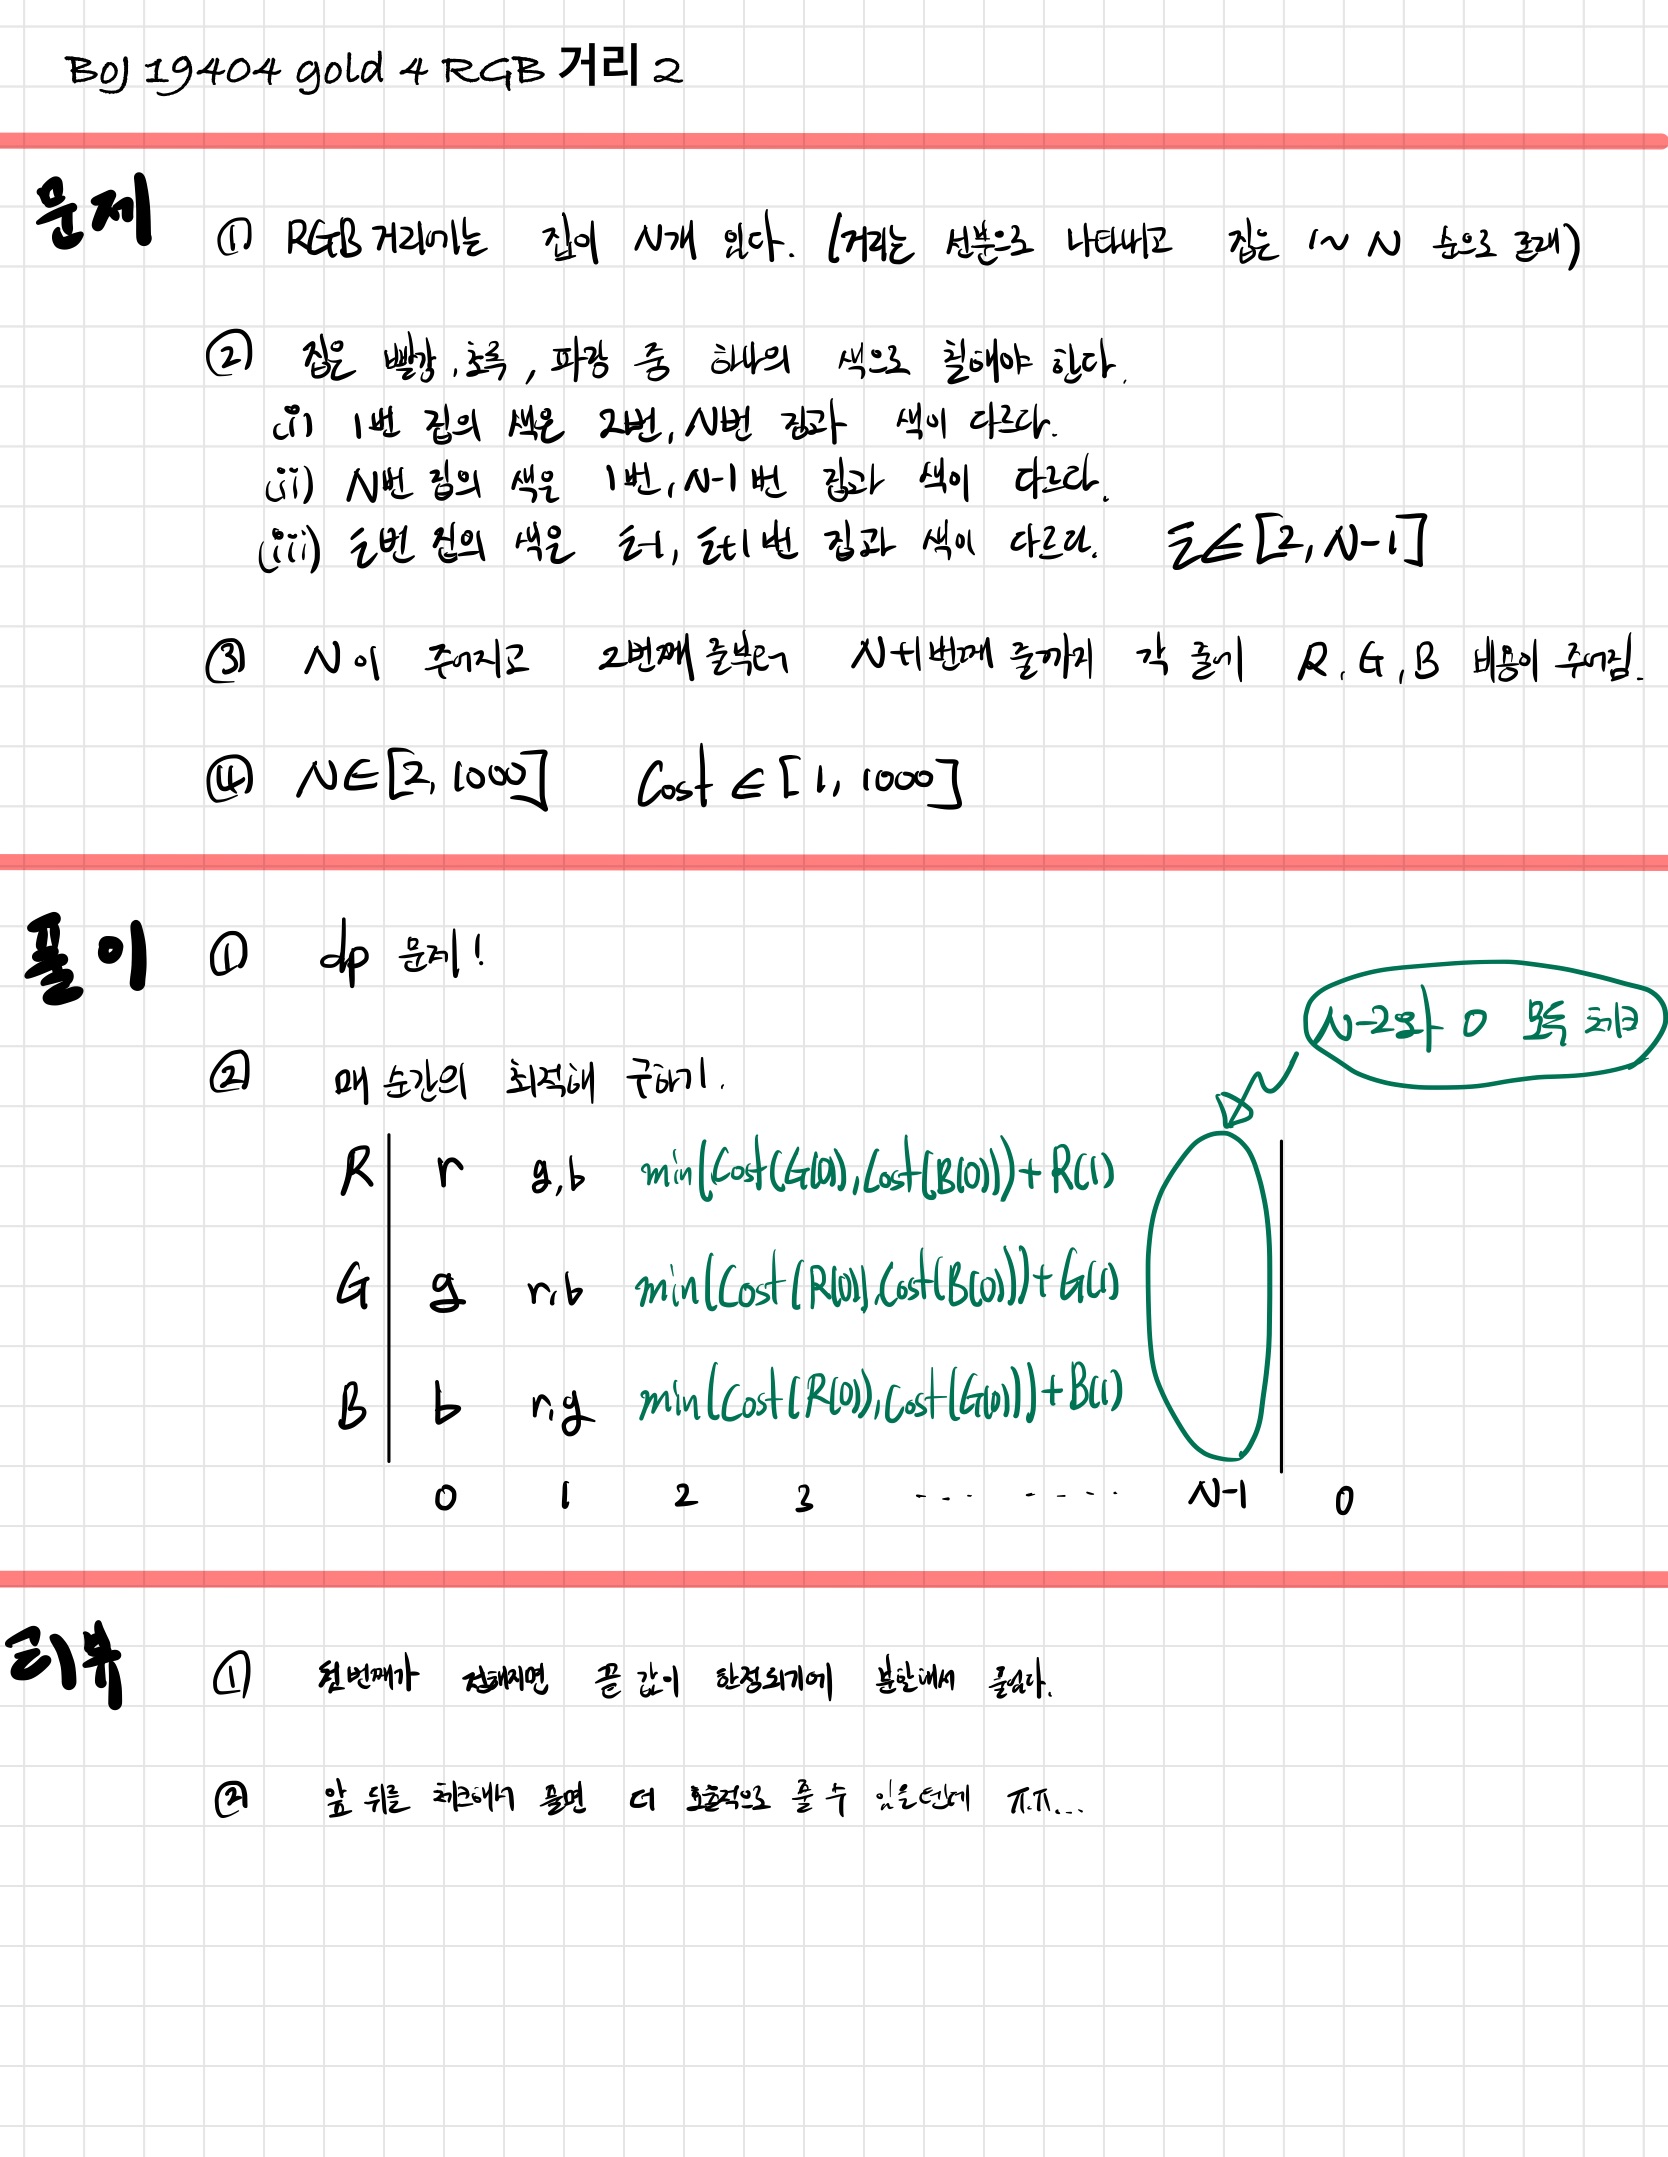 BOJ 19404 gold 4 RGB 거리 2
문제
① RGB 거리에는 집이 N개 있다. (거리는 선분으로 나타내고 집은 1~N 순으로 존재)
② 집은 빨강, 초록, 파랑 중 하나의 색으로 칠해야 한다.
(i) 1번 집의 색은 2번, N번 집과 색이 다르다.
(ii) N번 집의 색은 1번, N-1번 집과 색이 다르다.
(iii) i번 집의 색은 i-1, i+1번 집과 색이 다르다. i∈[2, N-1]
③ N이 주어지고 2번째 줄부터 N+1번째 줄까지 각 줄에 R, G, B 비용이 주어짐.
④ N∈[2, 1000] Cost∈[1, 1000]
풀이
① dp 문제!
N-2와 0 모두 체크
② 매 순간의 최적해 구하기.
R r g,b min(Cost(G(0)),Cost(B(0)))+R(1)
G g r,b min(Cost(R(0)),Cost(B(0)))+G(1)
B b r,g min(Cost(R(0)),Cost(G(0)))+B(1)
0 1 2 3 ........ N-1 0
리뷰
① 첫번째가 정해지면 끝 값이 한정되기에 분할해서 풀었다.
② 앞 뒤를 체크해서 풀면 더 효율적으로 풀 수 있을텐데 ㅠㅠ...